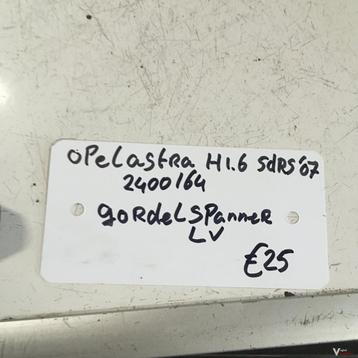 oPelastRa H1.6 5dRS '07
2400164
goRdeLSPanneR
LV
€25